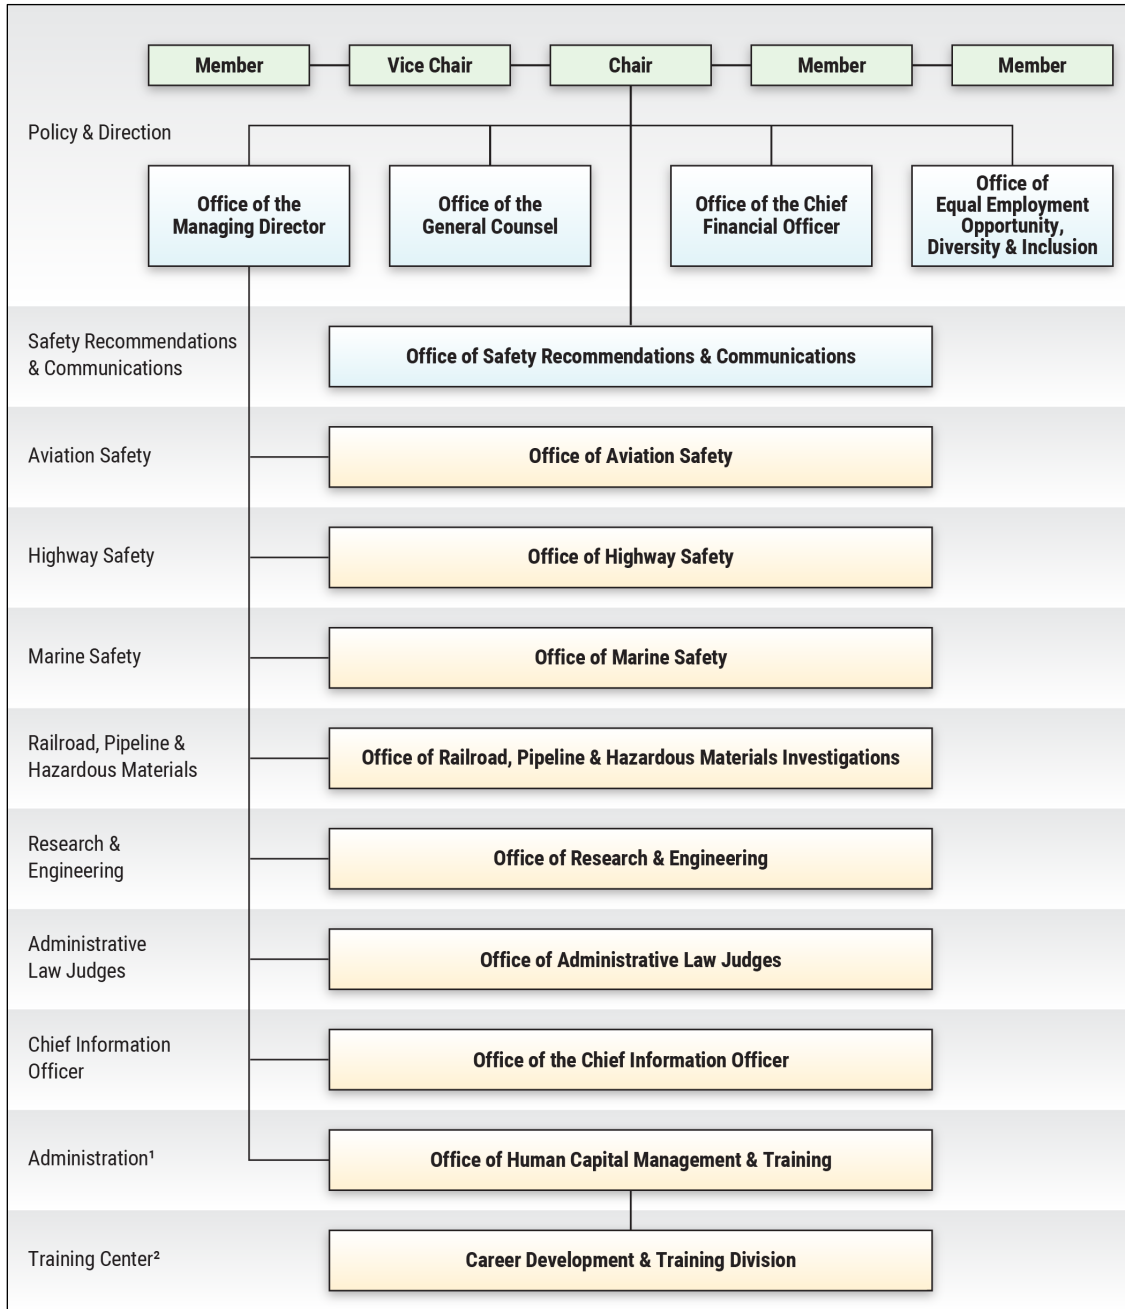 Member
Vice Chair
Chair
Member
Member
Policy & Direction
Office of the
Managing Director
Office of the
General Counsel
Office of the Chief
Financial Officer
Office of
Equal Employment
Opportunity,
Diversity & Inclusion
Safety Recommendations
& Communications
Office of Safety Recommendations & Communications
Aviation Safety
Office of Aviation Safety
Highway Safety
Office of Highway Safety
Marine Safety
Office of Marine Safety
Railroad, Pipeline &
Hazardous Materials
Office of Railroad, Pipeline & Hazardous Materials Investigations
Research &
Engineering
Office of Research & Engineering
Administrative
Law Judges
Office of Administrative Law Judges
Chief Information
Officer
Office of the Chief Information Officer
Administration¹
Office of Human Capital Management & Training
Training Center²
Career Development & Training Division